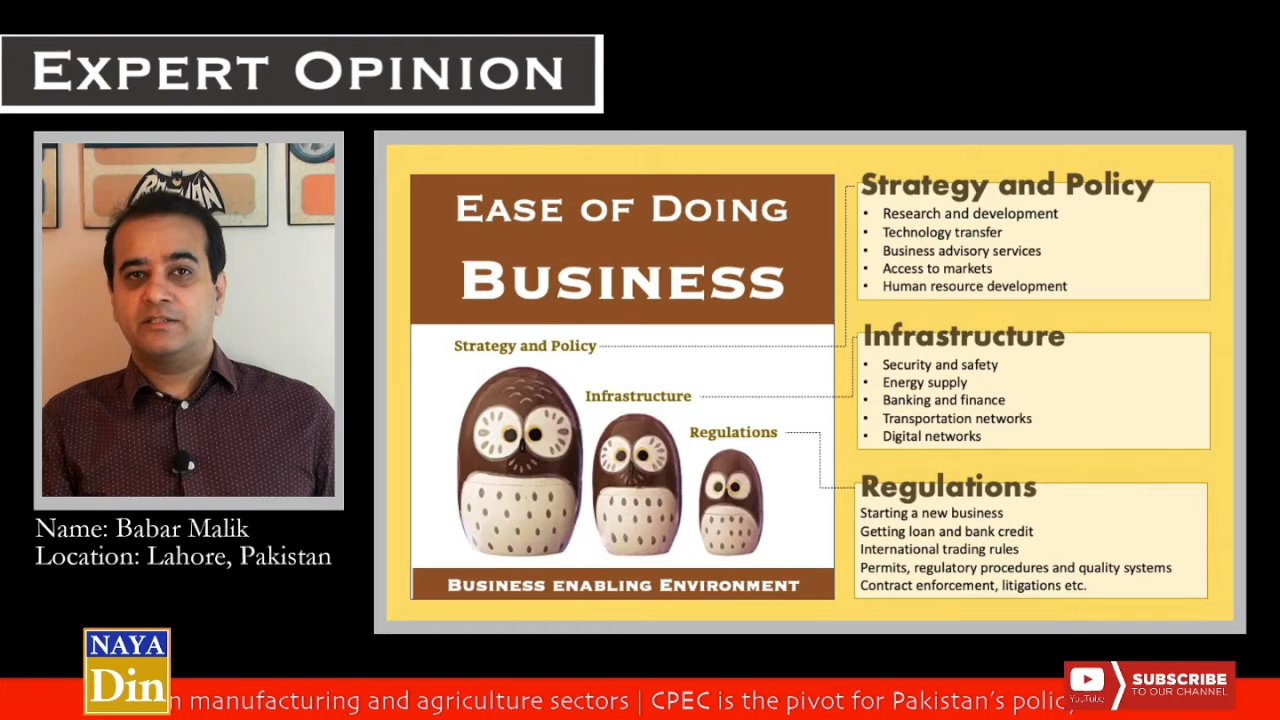 EXPERT OPINION
BATMAN
Name: Babar Malik
Location: Lahore, Pakistan
EASE OF DOING
BUSINESS
Strategy and Policy
Infrastructure
Regulations
BUSINESS ENABLING ENVIRONMENT
Strategy and Policy
• Research and development
• Technology transfer
• Business advisory services
• Access to markets
• Human resource development
Infrastructure
• Security and safety
• Energy supply
• Banking and finance
• Transportation networks
• Digital networks
Regulations
Starting a new business
Getting loan and bank credit
International trading rules
Permits, regulatory procedures and quality systems
Contract enforcement, litigations etc.
NAYA
Din
n manufacturing and agriculture sectors | CPEC is the pivot for Pakistan's policy
YouTube
SUBSCRIBE
TO OUR CHANNEL